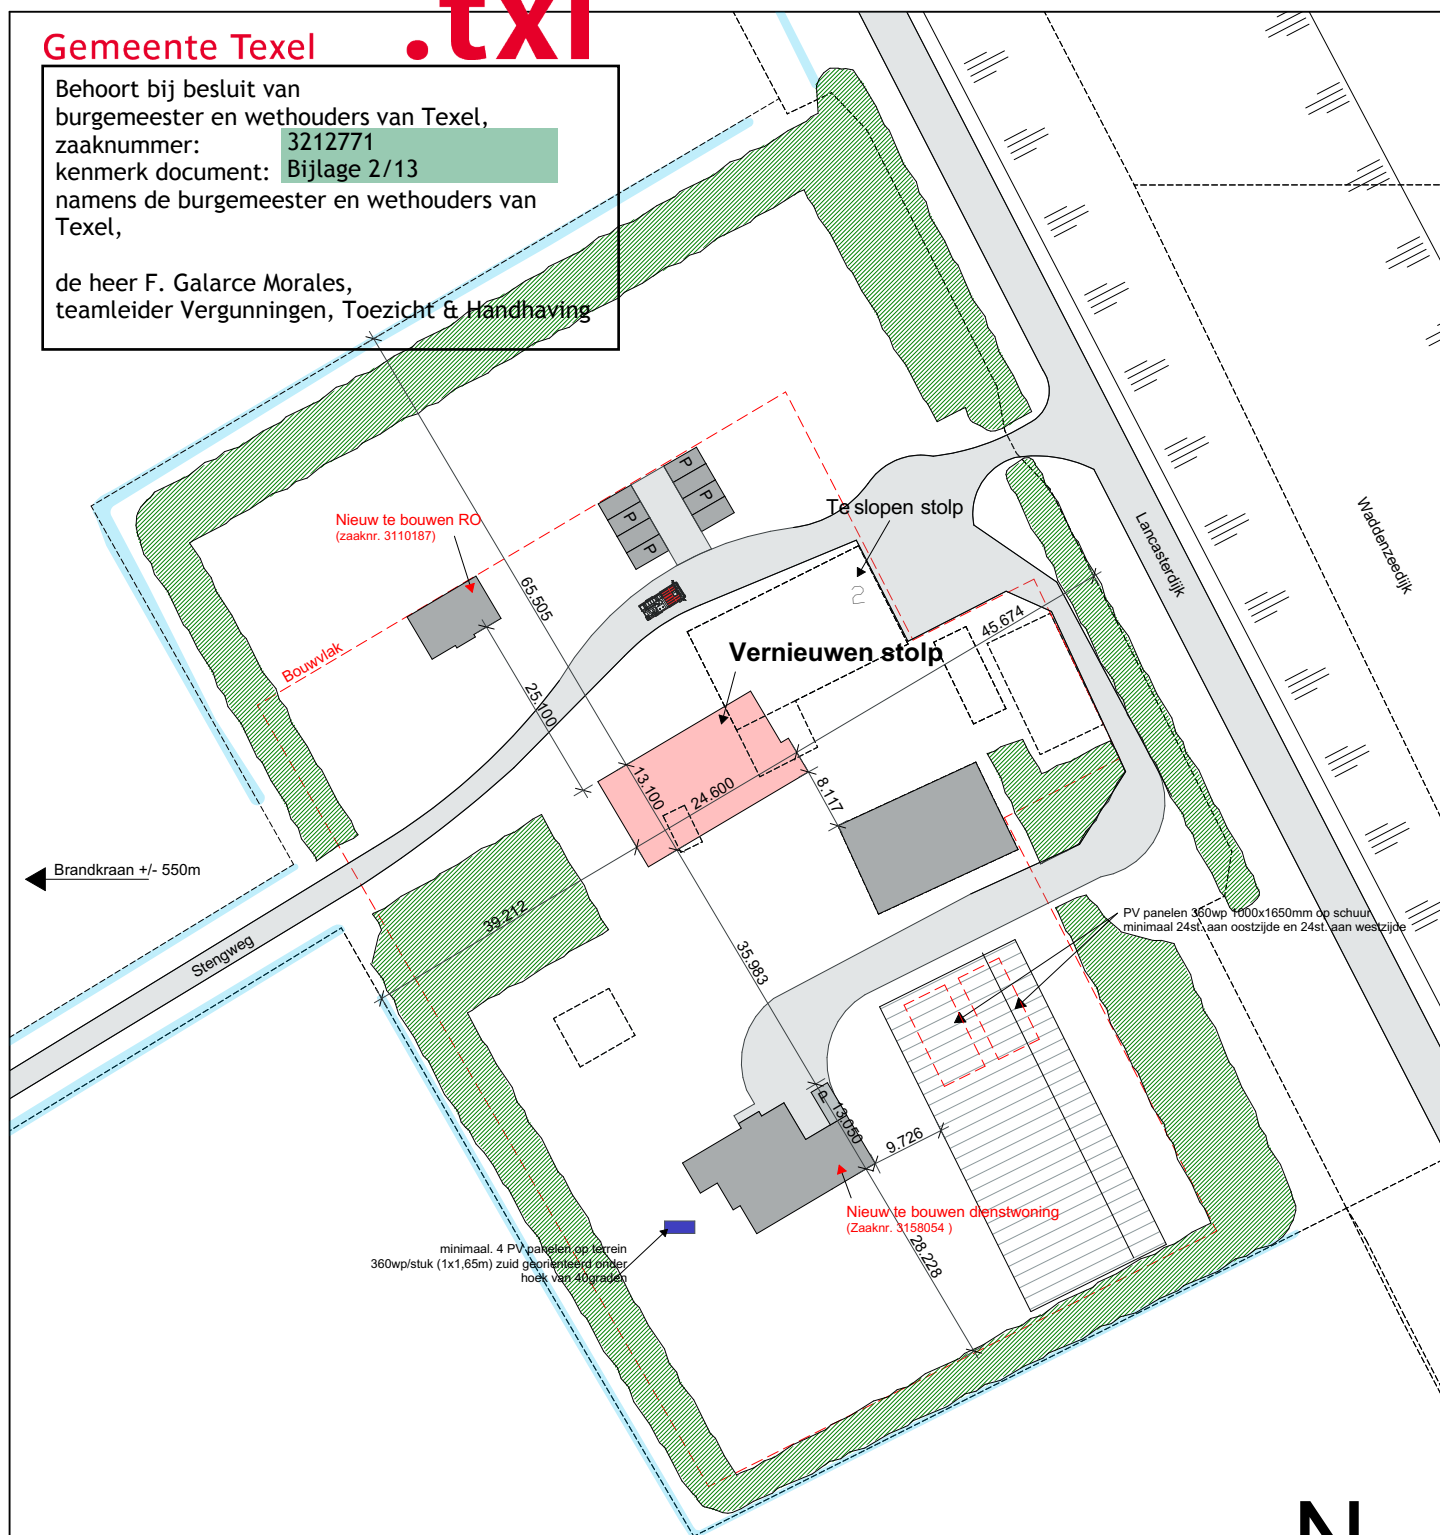 Gemeente Texel
.txl
Behoort bij besluit van
burgemeester en wethouders van Texel,
zaaknummer: 3212771
kenmerk document: Bijlage 2/13
namens de burgemeester en wethouders van
Texel,
de heer F. Galarce Morales,
teamleider Vergunningen, Toezicht & Handhaving
Nieuw te bouwen RO
(zaaknr. 3110187)
P
P
P
P
Te slopen stolp
2
Lancasterdijk
Waddenzeedijk
65.505
45.674
Bouwvlak
Vernieuwen stolp
25.100
13.100
24.600
8.117
Brandkraan +/- 550m
39.212
Stengweg
35.983
PV panelen 360wp 1000x1650mm op schuur
minimaal 24st. aan oostzijde en 24st. aan westzijde
P
13.050
9.726
Nieuw te bouwen dienstwoning
(Zaaknr. 3158054 )
28.228
minimaal. 4 PV panelen op terrein
360wp/stuk (1x1,65m) zuid georienteerd onder
hoek van 40graden
N